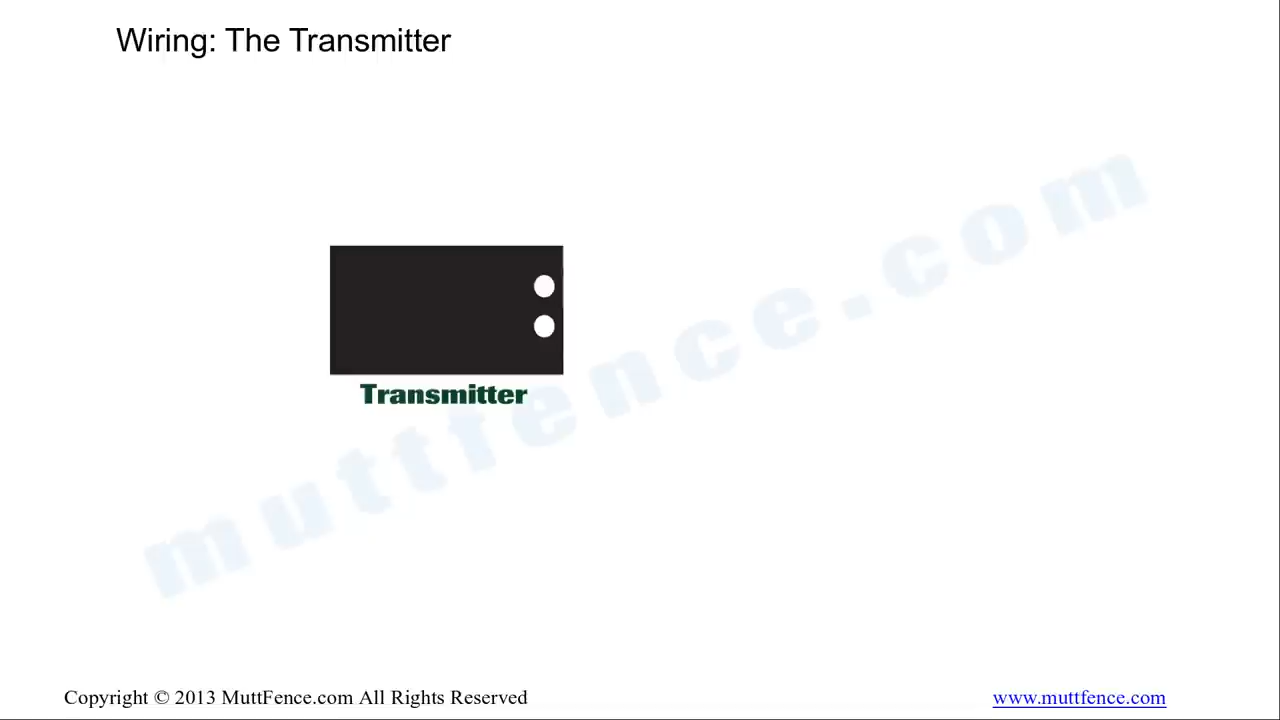 Wiring: The Transmitter
muttfence.com
Transmitter
Copyright © 2013 MuttFence.com All Rights Reserved
www.muttfence.com